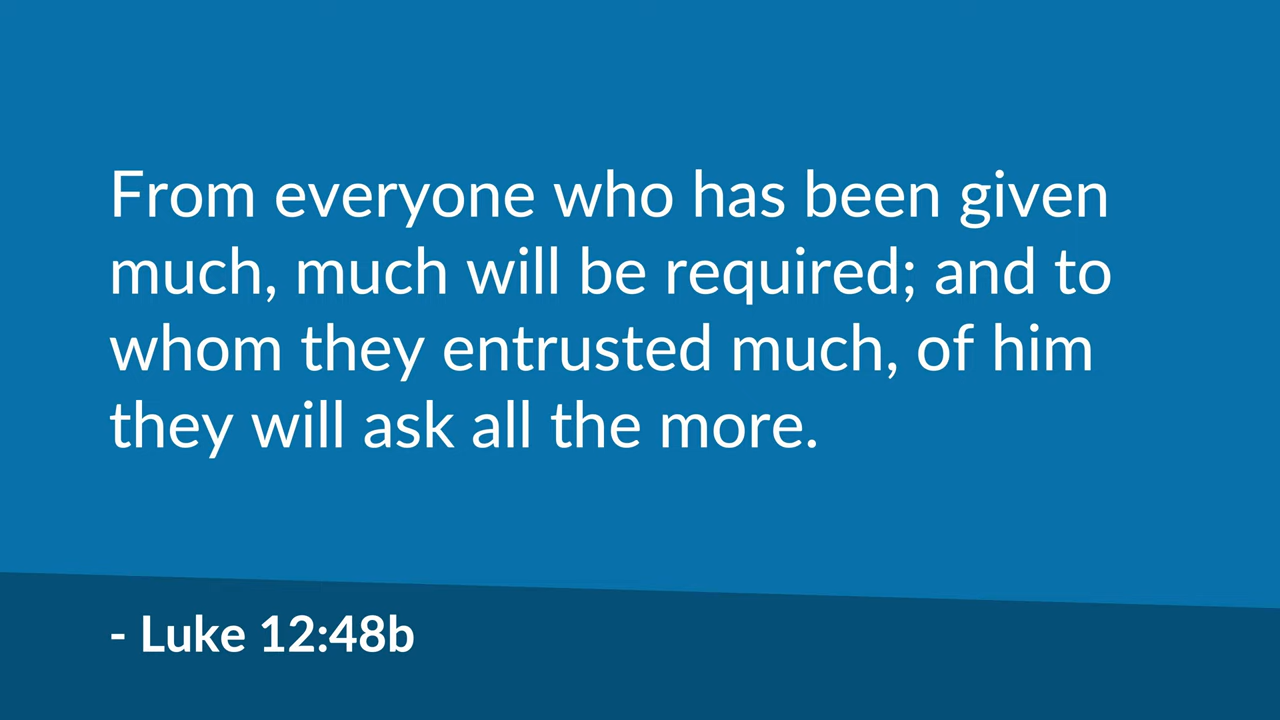 From everyone who has been given
much, much will be required; and to
whom they entrusted much, of him
they will ask all the more.
- Luke 12:48b